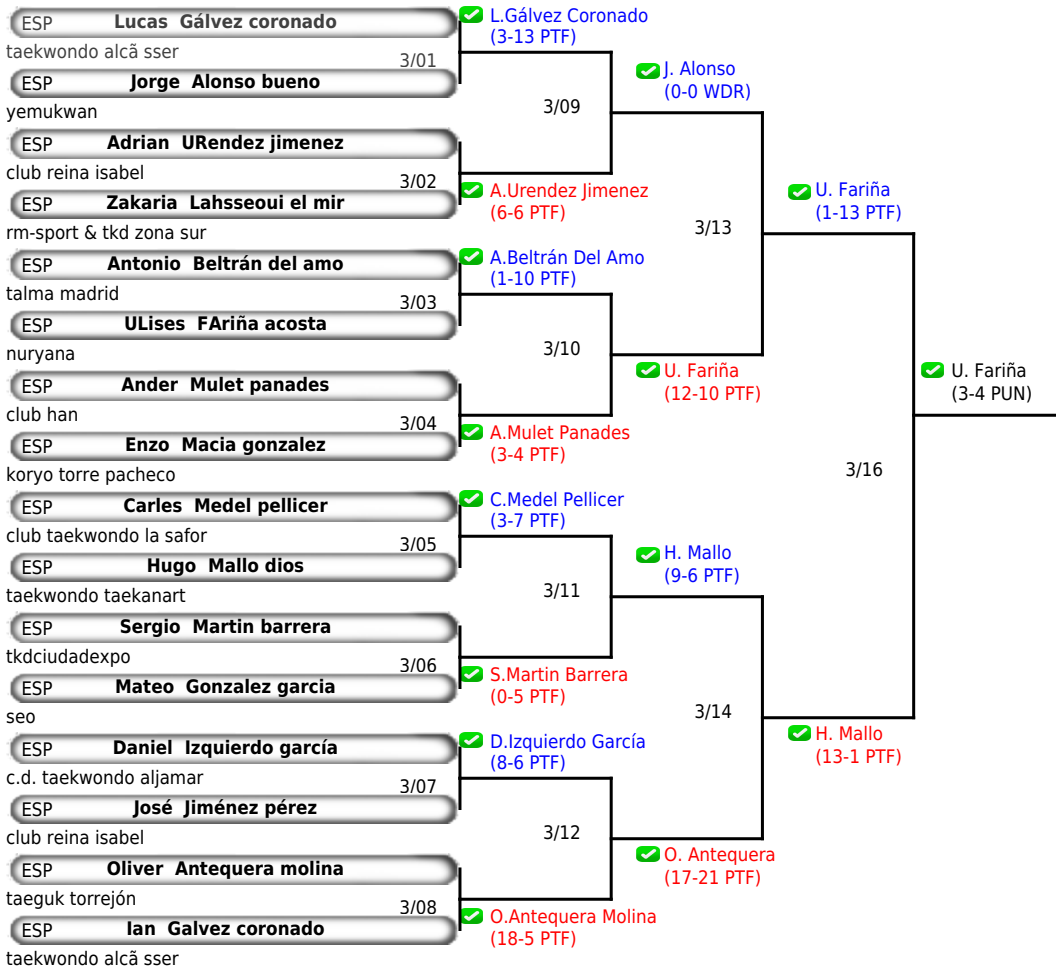 ESP Lucas Gálvez coronado
taekwondo alcã sser
3/01
ESP Jorge Alonso bueno
yemukwan
ESP Adrian URendez jimenez
club reina isabel
3/02
ESP Zakaria Lahsseoui el mir
rm-sport & tkd zona sur
ESP Antonio Beltrán del amo
talma madrid
3/03
ESP ULises FAriña acosta
nuryana
ESP Ander Mulet panades
club han
3/04
ESP Enzo Macia gonzalez
koryo torre pacheco
ESP Carles Medel pellicer
club taekwondo la safor
3/05
ESP Hugo Mallo dios
taekwondo taekanart
ESP Sergio Martin barrera
tkdciudadexpo
3/06
ESP Mateo Gonzalez garcia
seo
ESP Daniel Izquierdo garcía
c.d. taekwondo aljamar
3/07
ESP José Jiménez pérez
club reina isabel
ESP Oliver Antequera molina
taeguk torrejón
3/08
ESP Ian Galvez coronado
taekwondo alcã sser
L.Gálvez Coronado
(3-13 PTF)
3/09
A.Urendez Jimenez
(6-6 PTF)
A.Beltrán Del Amo
(1-10 PTF)
3/10
A.Mulet Panades
(3-4 PTF)
C.Medel Pellicer
(3-7 PTF)
3/11
S.Martin Barrera
(0-5 PTF)
D.Izquierdo García
(8-6 PTF)
3/12
O.Antequera Molina
(18-5 PTF)
J. Alonso
(0-0 WDR)
3/13
U. Fariña
(12-10 PTF)
H. Mallo
(9-6 PTF)
3/14
O. Antequera
(17-21 PTF)
U. Fariña
(1-13 PTF)
3/16
H. Mallo
(13-1 PTF)
U. Fariña
(3-4 PUN)